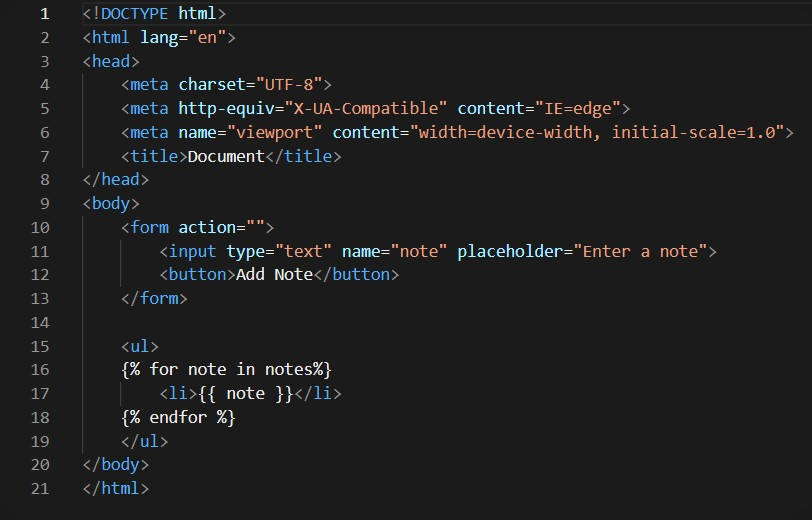 1 <!DOCTYPE html>
2 <html lang="en">
3 <head>
4     <meta charset="UTF-8">
5     <meta http-equiv="X-UA-Compatible" content="IE=edge">
6     <meta name="viewport" content="width=device-width, initial-scale=1.0">
7     <title>Document</title>
8 </head>
9 <body>
10     <form action="">
11         <input type="text" name="note" placeholder="Enter a note">
12         <button>Add Note</button>
13     </form>
14
15     <ul>
16     {% for note in notes%}
17         <li>{{ note }}</li>
18     {% endfor %}
19     </ul>
20 </body>
21 </html>